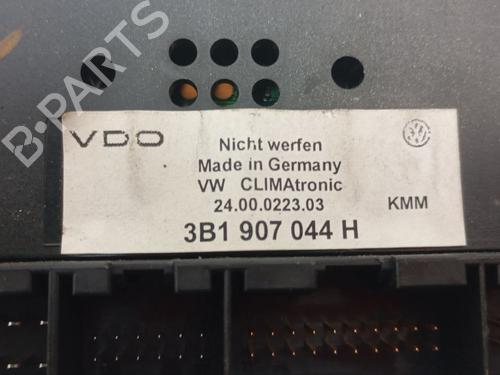 B-PARTS
VDO
Nicht werfen
Made in Germany
VW CLIMAtronic
24.00.0223.03 KMM
3B1 907 044 H